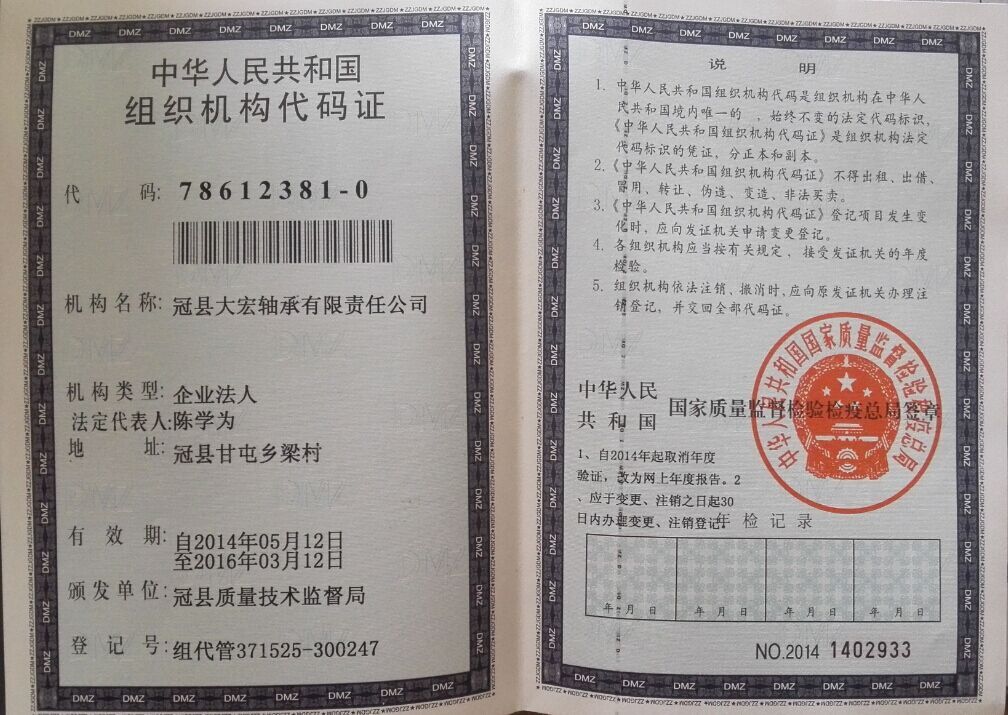 中华人民共和国
组织机构代码证
代 码: 78612381-0
机构名称: 冠县大宏轴承有限责任公司
机构类型: 企业法人
法定代表人:陈学为
地 址: 冠县甘屯乡梁村
有 效 期: 自2014年05月12日
至2016年03月12日
颁发单位: 冠县质量技术监督局
登 记 号: 组代管371525-300247
说 明
1. 中华人民共和国组织机构代码是组织机构在中华人
民共和国境内唯一的 、始终不变的法定代码标识,
《中华人民共和国组织机构代码证》是组织机构法定
代码标识的凭证,分正本和副本。
2.《中华人民共和国组织机构代码证》不得出租、出借、
冒用、转让、伪造、变造、非法买卖。
3.《中华人民共和国组织机构代码证》登记项目发生变
化时,应向发证机关申请变更登记。
4. 各组织机构应当按有关规定,接受发证机关的年度
检验。
5. 组织机构依法注销、撤消时,应向原发证机关办理注
销登记,并交回全部代码证。
中华人民
共和国
国家质量监督检验检疫总局签章
中华人民共和国国家质量监督检验检疫总局
1、自2014年起取消年度
验证,改为网上年度报告。2
、应于变更、注销之日起30
日内办理变更、注销登记。
年检记录
年 月 日 年 月 日 年 月 日 年 月 日
NO.2014 1402933